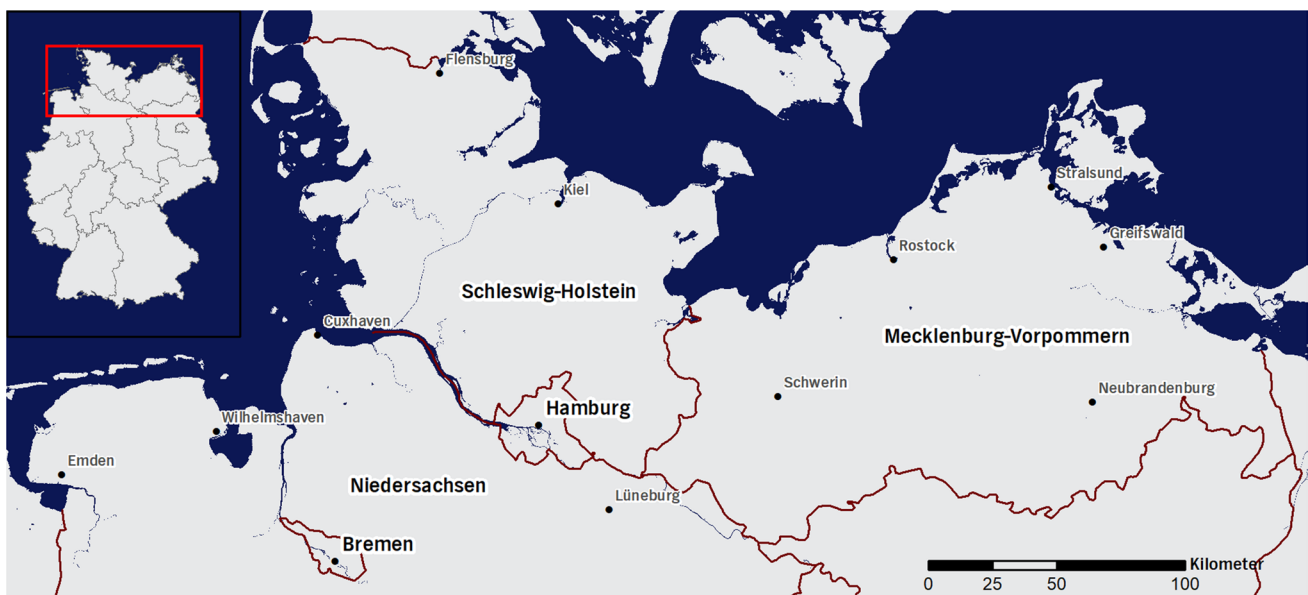 Flensburg
Stralsund
Kiel
Greifswald
Rostock
Schleswig-Holstein
Cuxhaven
Mecklenburg-Vorpommern
Schwerin
Neubrandenburg
Hamburg
Wilhelmshaven
Emden
Niedersachsen
Lüneburg
Bremen
Kilometer
0 25 50 100